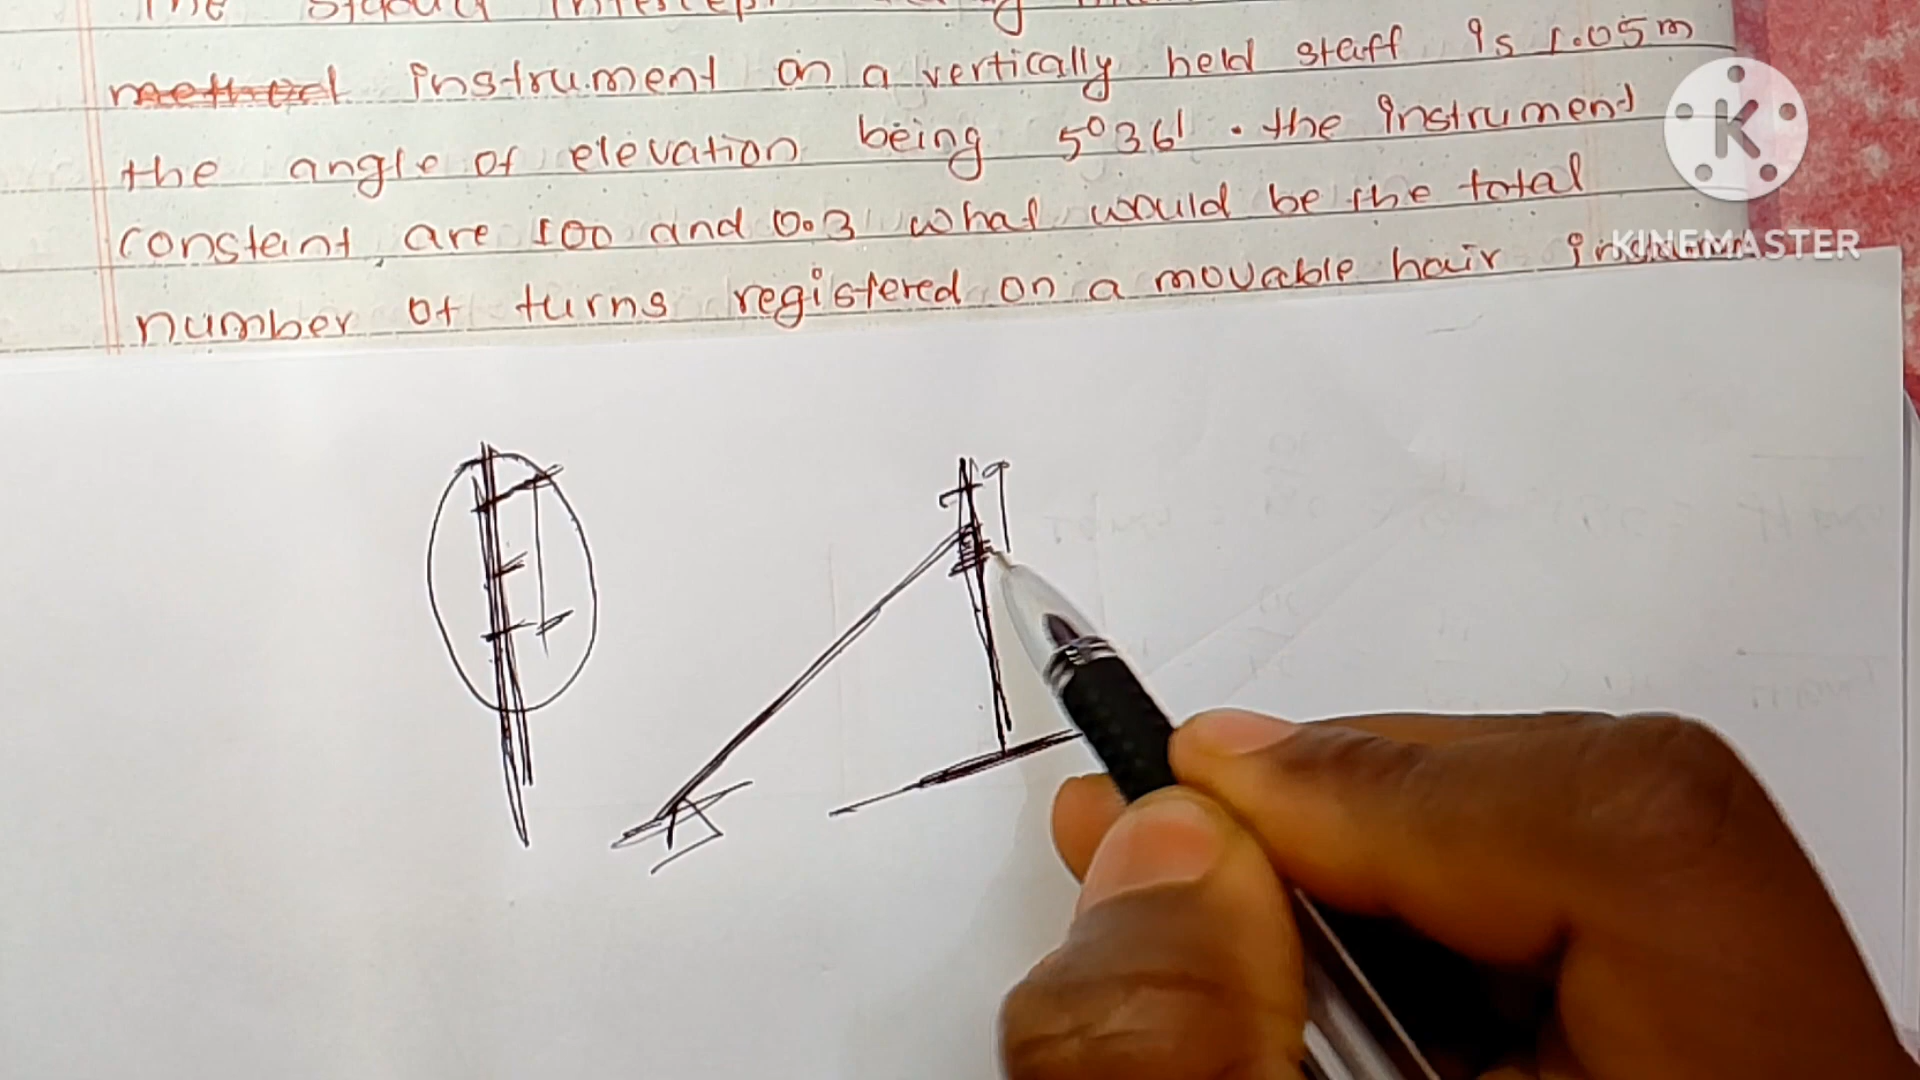 instrument on a vertically held staff is 1.05m
the angle of elevation being 5°36' . the instrument
constant are 100 and 0.3 what would be the total
number of turns registered on a movable hair
K
KINEMASTER